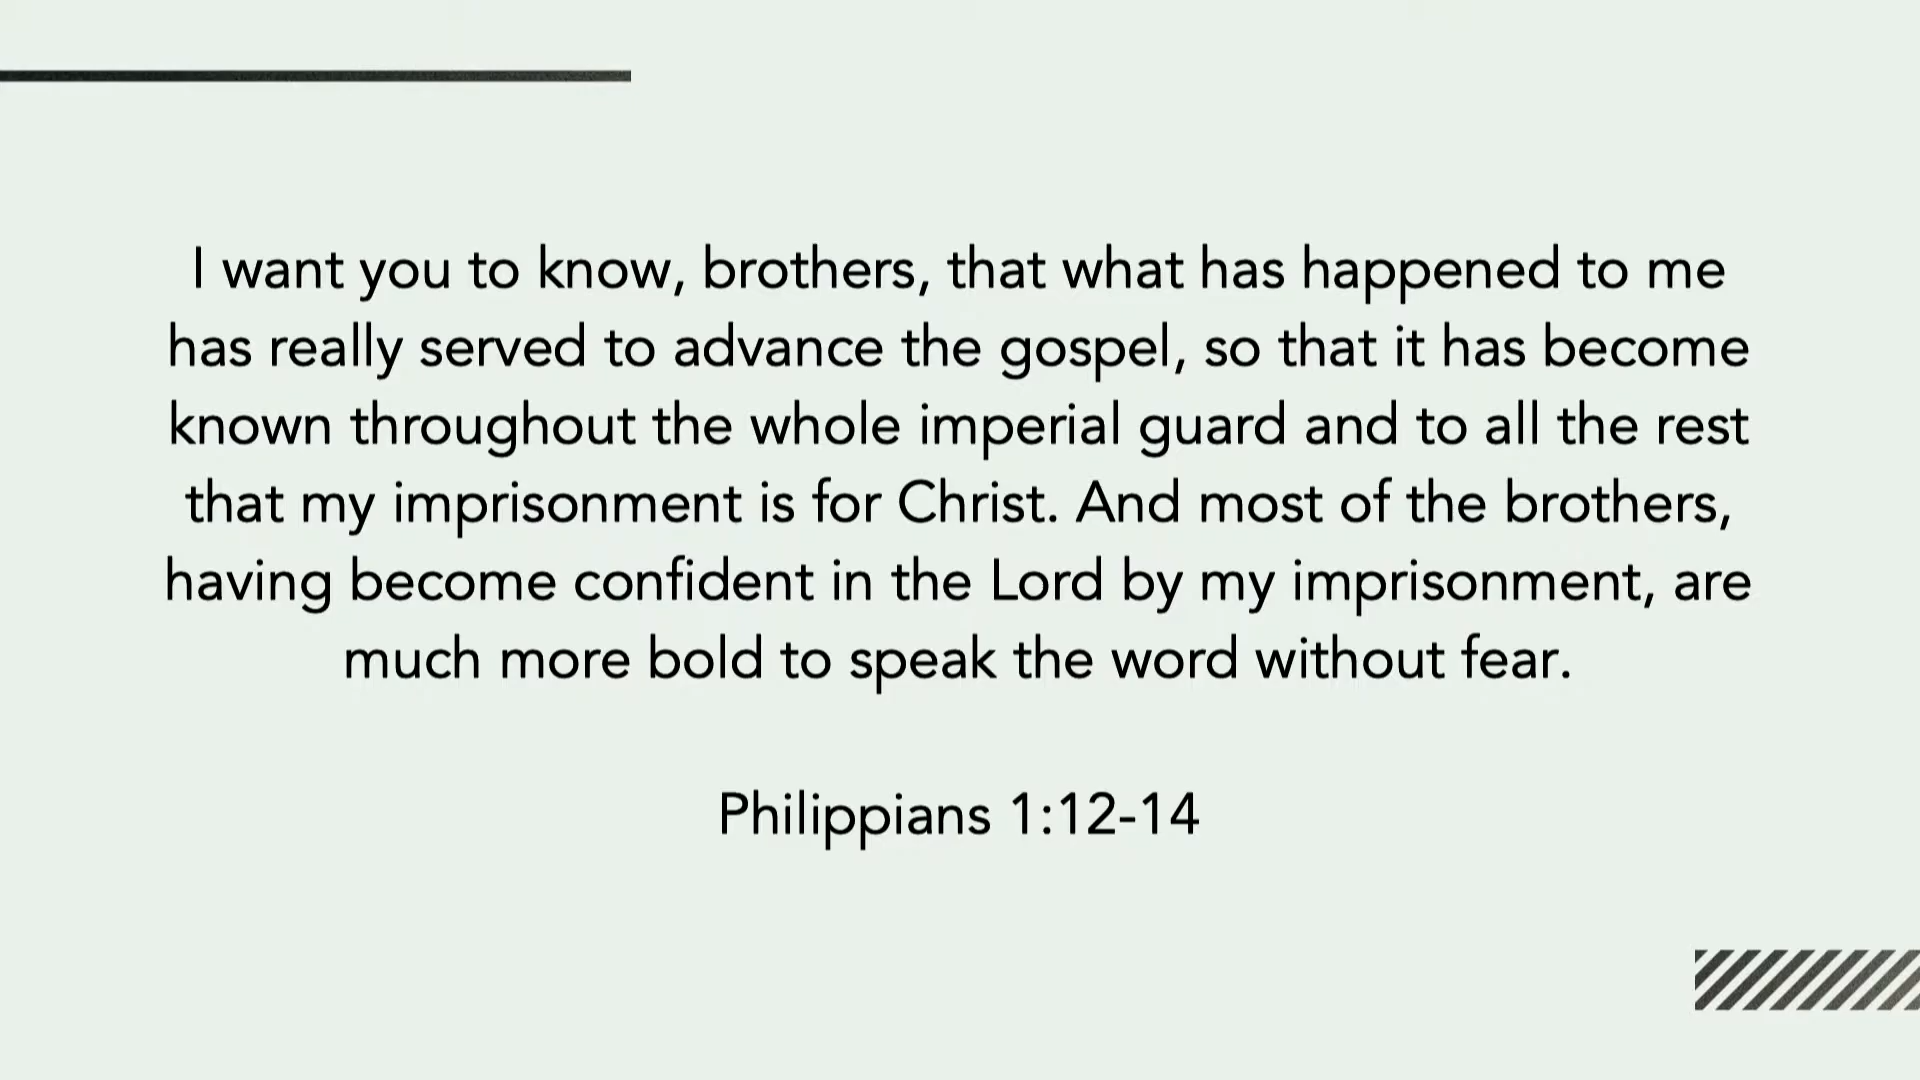 I want you to know, brothers, that what has happened to me
has really served to advance the gospel, so that it has become
known throughout the whole imperial guard and to all the rest
that my imprisonment is for Christ. And most of the brothers,
having become confident in the Lord by my imprisonment, are
much more bold to speak the word without fear.
Philippians 1:12-14